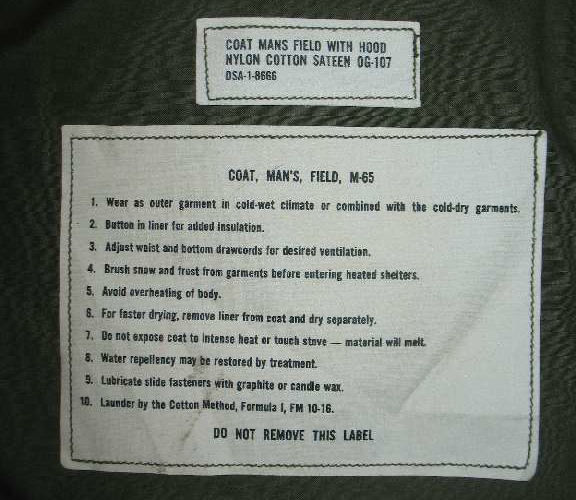 COAT MANS FIELD WITH HOOD
NYLON COTTON SATEEN OG-107
DSA-1-8666
COAT, MAN'S, FIELD, M-65
1. Wear as outer garment in cold-wet climate or combined with the cold-dry garments.
2. Button in liner for added insulation.
3. Adjust waist and bottom drawcords for desired ventilation.
4. Brush snow and frost from garments before entering heated shelters.
5. Avoid overheating of body.
6. For faster drying, remove liner from coat and dry separately.
7. Do not expose coat to intense heat or touch stove — material will melt.
8. Water repellency may be restored by treatment.
9. Lubricate slide fasteners with graphite or candle wax.
10. Launder by the Cotton Method, Formula I, FM 10-16.
DO NOT REMOVE THIS LABEL